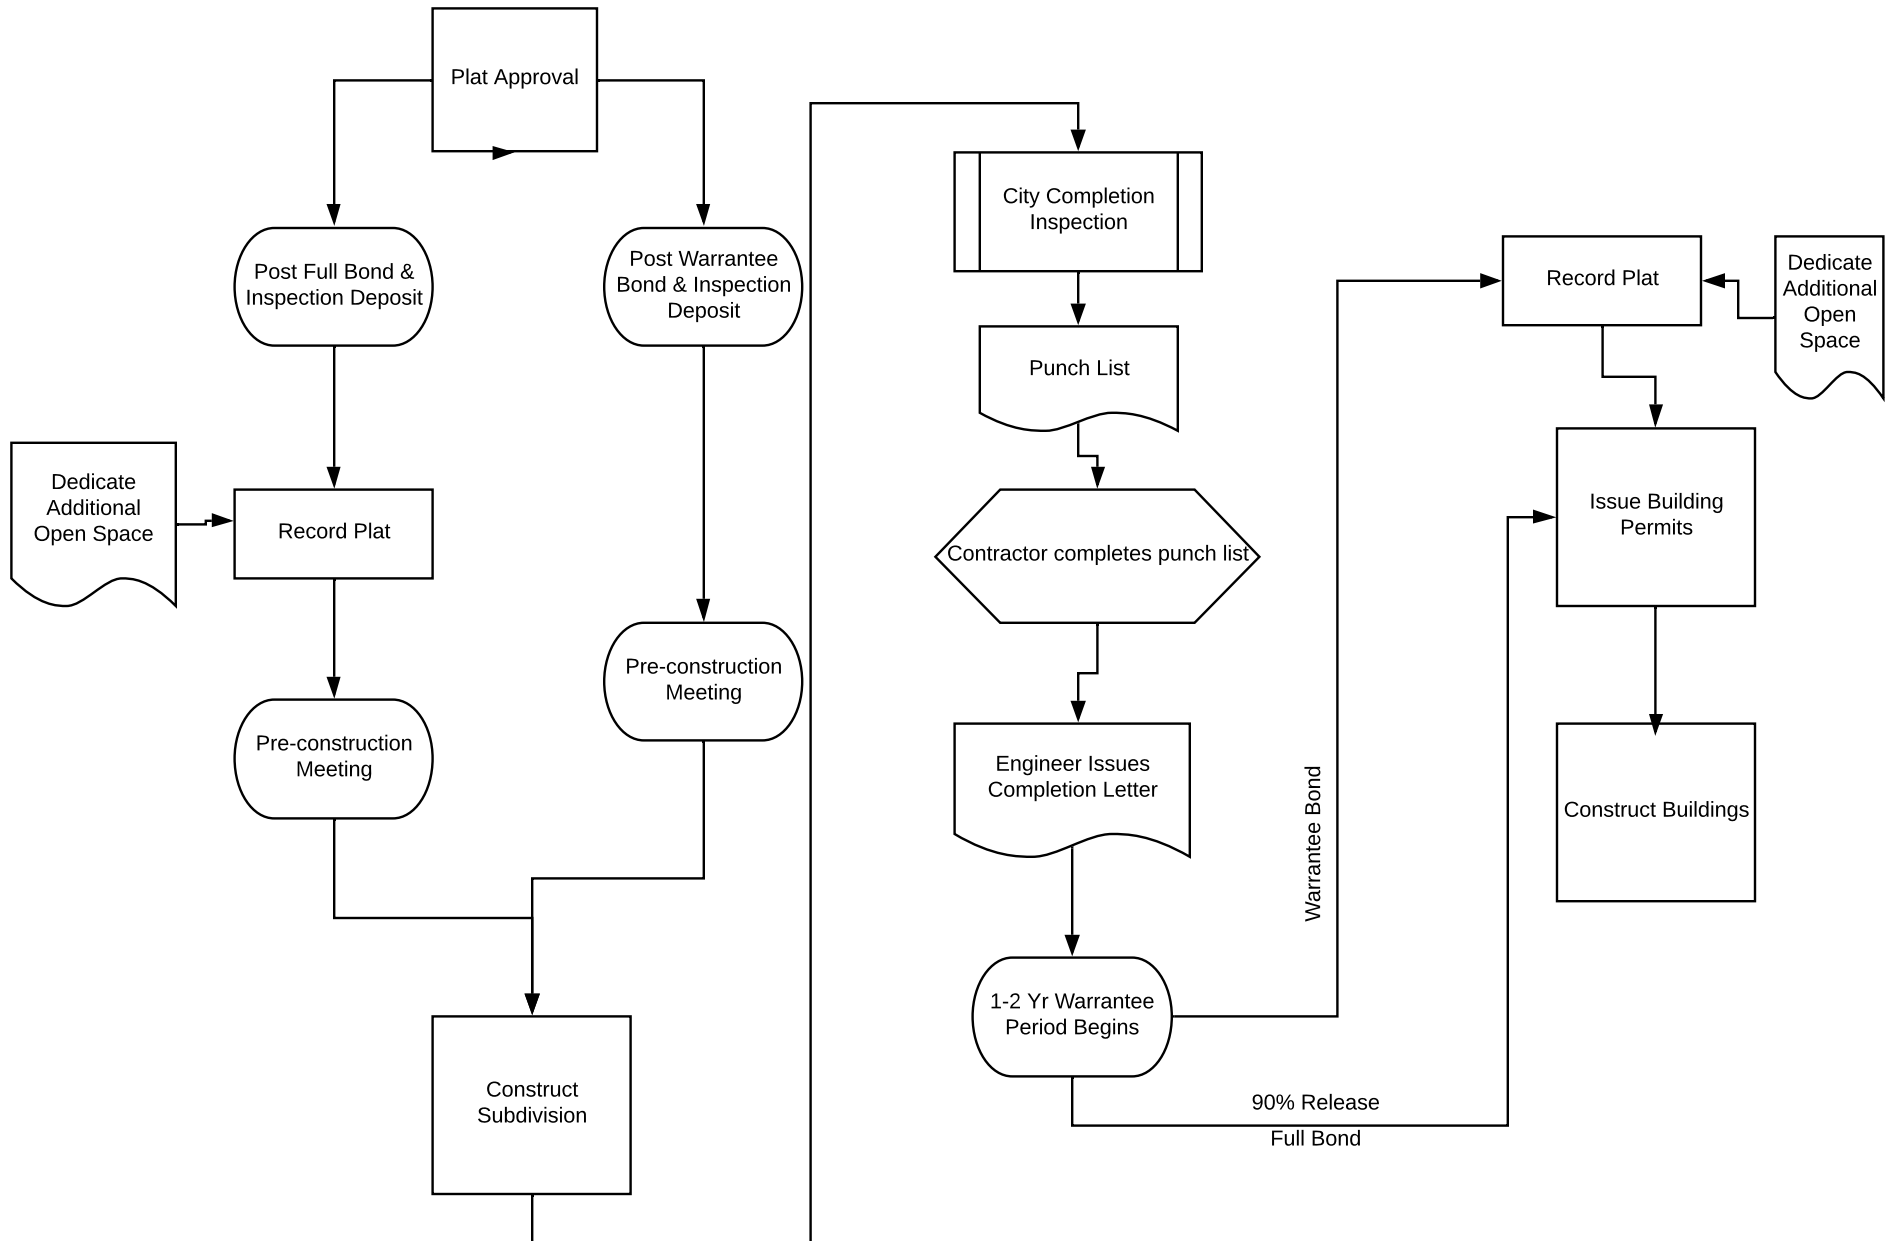 Plat Approval
Post Full Bond &
Inspection Deposit
Post Warrantee
Bond & Inspection
Deposit
Dedicate
Additional
Open Space
Record Plat
Pre-construction
Meeting
Pre-construction
Meeting
Construct
Subdivision
City Completion
Inspection
Punch List
Contractor completes punch list
Engineer Issues
Completion Letter
1-2 Yr Warrantee
Period Begins
Warrantee Bond
90% Release
Full Bond
Record Plat
Dedicate
Additional
Open
Space
Issue Building
Permits
Construct Buildings